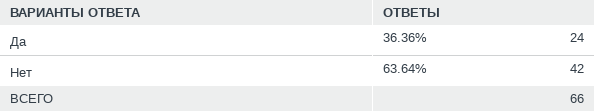 ВАРИАНТЫ ОТВЕТА ОТВЕТЫ
Да 36.36% 24
Нет 63.64% 42
ВСЕГО 66